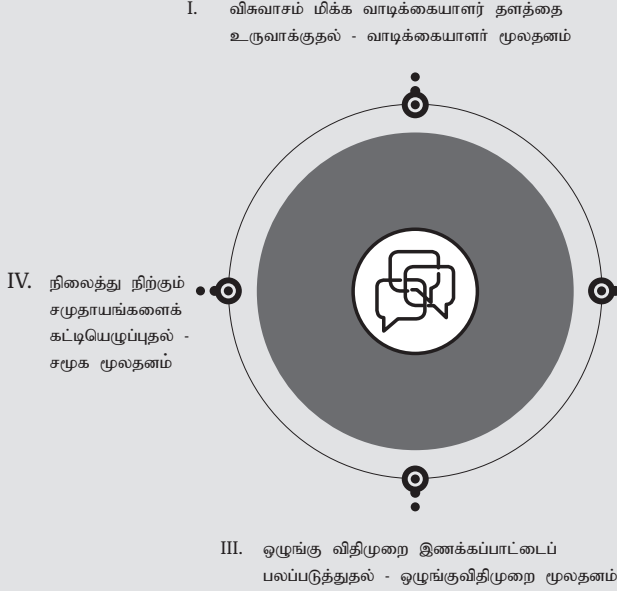 I. விசுவாசம் மிக்க வாடிக்கையாளர் தளத்தை
உருவாக்குதல் - வாடிக்கையாளர் மூலதனம்
IV. நிலைத்து நிற்கும்
சமுதாயங்களைக்
கட்டியெழுப்புதல் -
சமூக மூலதனம்
III. ஒழுங்கு விதிமுறை இணக்கப்பாட்டைப்
பலப்படுத்துதல் - ஒழுங்குவிதிமுறை மூலதனம்